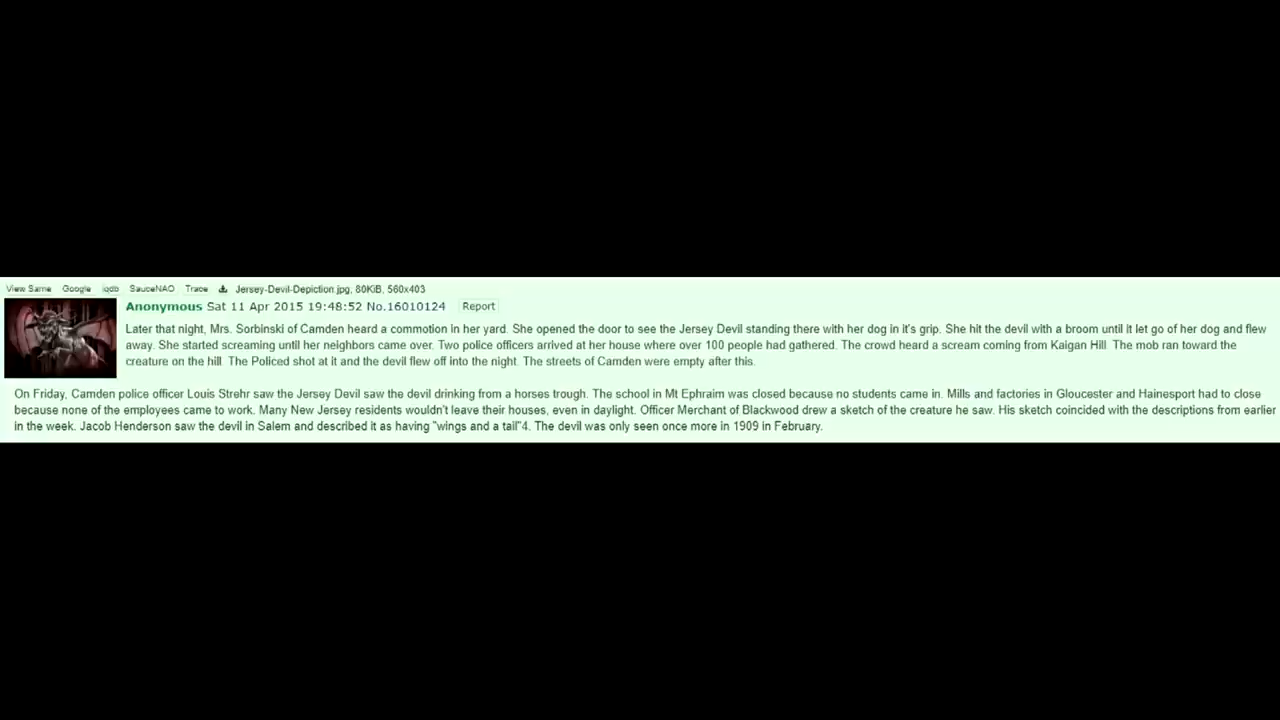 View Same Google iqdb SauceNAO Trace Jersey-Devil-Depiction.jpg, 80KiB, 560x403
Anonymous Sat 11 Apr 2015 19:48:52 No.16010124 Report
Later that night, Mrs. Sorbinski of Camden heard a commotion in her yard. She opened the door to see the Jersey Devil standing there with her dog in it's grip. She hit the devil with a broom until it let go of her dog and flew
away. She started screaming until her neighbors came over. Two police officers arrived at her house where over 100 people had gathered. The crowd heard a scream coming from Kaigan Hill. The mob ran toward the
creature on the hill. The Policed shot at it and the devil flew off into the night. The streets of Camden were empty after this.
On Friday, Camden police officer Louis Strehr saw the Jersey Devil saw the devil drinking from a horses trough. The school in Mt Ephraim was closed because no students came in. Mills and factories in Gloucester and Hainesport had to close
because none of the employees came to work. Many New Jersey residents wouldn't leave their houses, even in daylight. Officer Merchant of Blackwood drew a sketch of the creature he saw. His sketch coincided with the descriptions from earlier
in the week. Jacob Henderson saw the devil in Salem and described it as having "wings and a tail"4. The devil was only seen once more in 1909 in February.